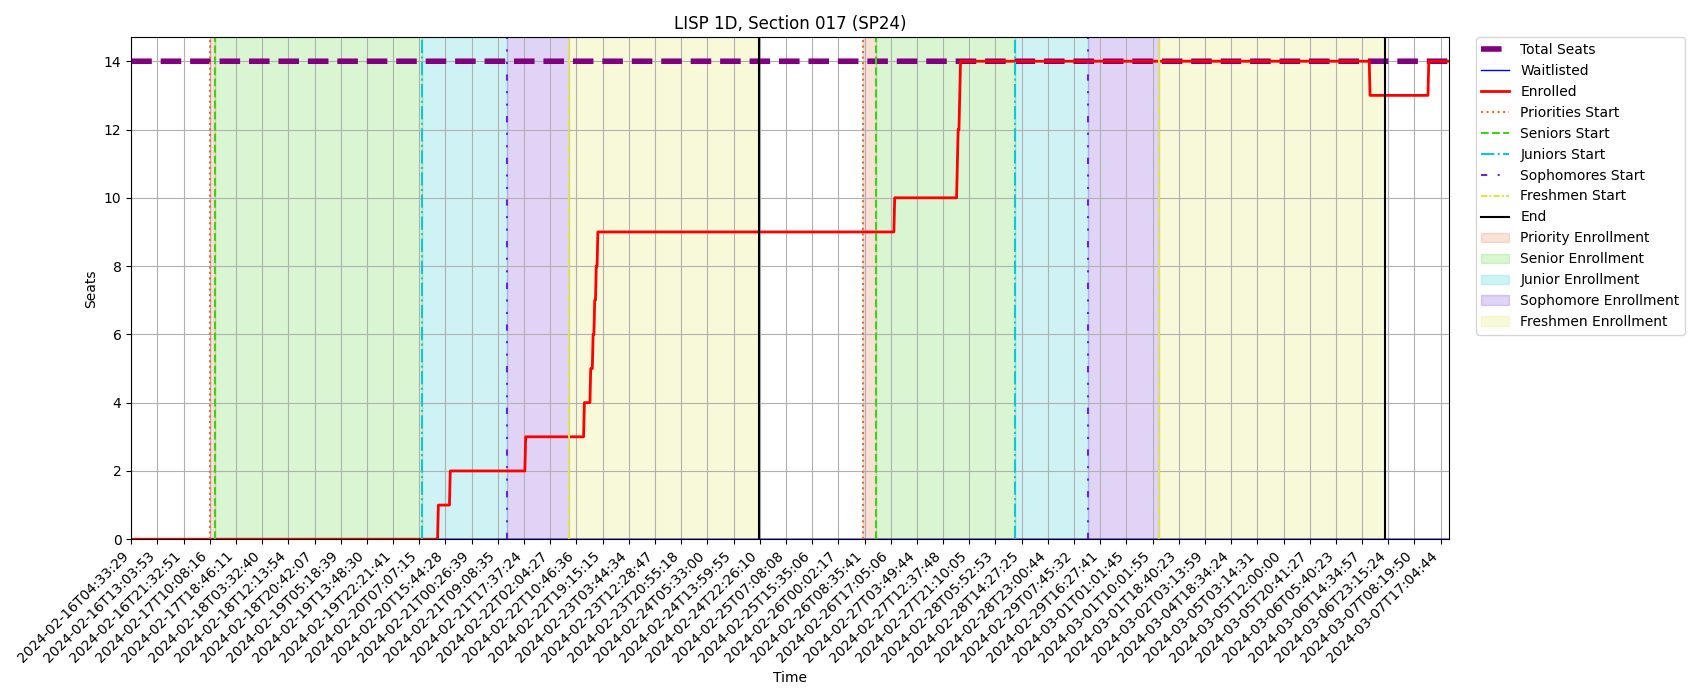 LISP 1D, Section 017 (SP24)
Seats
14
12
10
8
6
4
2
0
2024-02-16T04:33:29
2024-02-16T13:03:53
2024-02-16T21:32:51
2024-02-17T10:08:16
2024-02-17T18:46:11
2024-02-18T03:32:40
2024-02-18T12:13:54
2024-02-18T20:42:07
2024-02-19T05:18:39
2024-02-19T13:48:30
2024-02-19T22:21:41
2024-02-20T07:07:15
2024-02-20T15:44:28
2024-02-21T00:26:39
2024-02-21T09:08:35
2024-02-21T17:37:24
2024-02-22T02:04:27
2024-02-22T10:46:36
2024-02-22T19:15:15
2024-02-23T03:44:34
2024-02-23T12:28:47
2024-02-23T20:55:18
2024-02-24T05:33:00
2024-02-24T13:59:55
2024-02-24T22:26:10
2024-02-25T07:08:08
2024-02-25T15:35:06
2024-02-26T00:02:17
2024-02-26T08:35:41
2024-02-26T17:05:06
2024-02-27T03:49:44
2024-02-27T12:37:48
2024-02-27T21:10:05
2024-02-28T05:52:53
2024-02-28T14:27:25
2024-02-28T23:00:44
2024-02-29T07:45:32
2024-02-29T16:27:41
2024-03-01T01:01:45
2024-03-01T10:01:55
2024-03-01T18:40:23
2024-03-02T03:13:59
2024-03-04T18:34:24
2024-03-05T03:14:31
2024-03-05T12:00:00
2024-03-05T20:41:27
2024-03-06T05:40:23
2024-03-06T14:34:57
2024-03-06T23:15:24
2024-03-07T08:19:50
2024-03-07T17:04:44
Time
Total Seats
Waitlisted
Enrolled
Priorities Start
Seniors Start
Juniors Start
Sophomores Start
Freshmen Start
End
Priority Enrollment
Senior Enrollment
Junior Enrollment
Sophomore Enrollment
Freshmen Enrollment